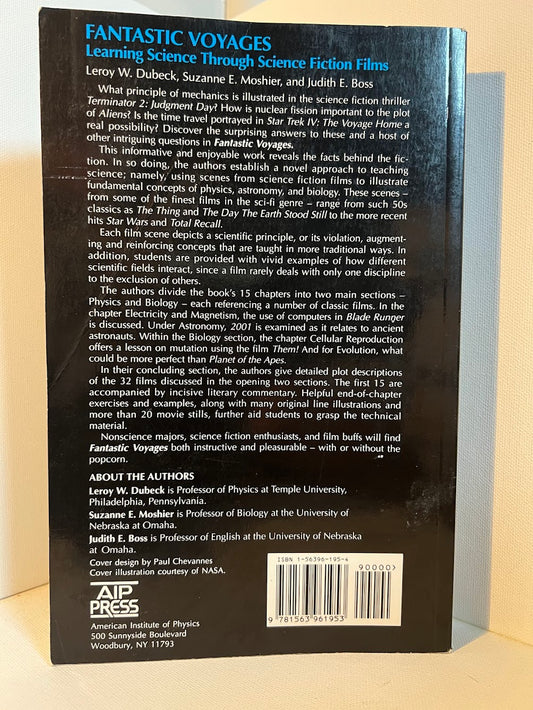 FANTASTIC VOYAGES
Learning Science Through Science Fiction Films
Leroy W. Dubeck, Suzanne E. Moshier, and Judith E. Boss
What principle of mechanics is illustrated in the science fiction thriller
Terminator 2: Judgment Day? How is nuclear fission important to the plot
of Aliens? Is the time travel portrayed in Star Trek IV: The Voyage Home a
real possibility? Discover the surprising answers to these and a host of
other intriguing questions in Fantastic Voyages.
This informative and enjoyable work reveals the facts behind the fic-
tion. In so doing, the authors establish a novel approach to teaching
science; namely, using scenes from science fiction films to illustrate
fundamental concepts of physics, astronomy, and biology. These scenes –
from some of the finest films in the sci-fi genre – range from such 50s
classics as The Thing and The Day The Earth Stood Still to the more recent
hits Star Wars and Total Recall.
Each film scene depicts a scientific principle, or its violation, augment-
ing and reinforcing concepts that are taught in more traditional ways. In
addition, students are provided with vivid examples of how different
scientific fields interact, since a film rarely deals with only one discipline
to the exclusion of others.
The authors divide the book's 15 chapters into two main sections –
Physics and Biology – each referencing a number of classic films. In the
chapter Electricity and Magnetism, the use of computers in Blade Runger
is discussed. Under Astronomy, 2001 is examined as it relates to ancient
astronauts. Within the Biology section, the chapter Cellular Reproduction
offers a lesson on mutation using the film Them! And for Evolution, what
could be more perfect than Planet of the Apes.
In their concluding section, the authors give detailed plot descriptions
of the 32 films discussed in the opening two sections. The first 15 are
accompanied by incisive literary commentary. Helpful end-of-chapter
exercises and examples, along with many original line illustrations and
more than 20 movie stills, further aid students to grasp the technical
material.
Nonscience majors, science fiction enthusiasts, and film buffs will find
Fantastic Voyages both instructive and pleasurable – with or without the
popcorn.
ABOUT THE AUTHORS
Leroy W. Dubeck is Professor of Physics at Temple University,
Philadelphia, Pennsylvania.
Suzanne E. Moshier is Professor of Biology at the University of
Nebraska at Omaha.
Judith E. Boss is Professor of English at the University of Nebraska
at Omaha.
Cover design by Paul Chevannes
Cover illustration courtesy of NASA.
AIP
PRESS
American Institute of Physics
500 Sunnyside Boulevard
Woodbury, NY 11793
ISBN 1-56396-195-4
90000>
9 781563 961953